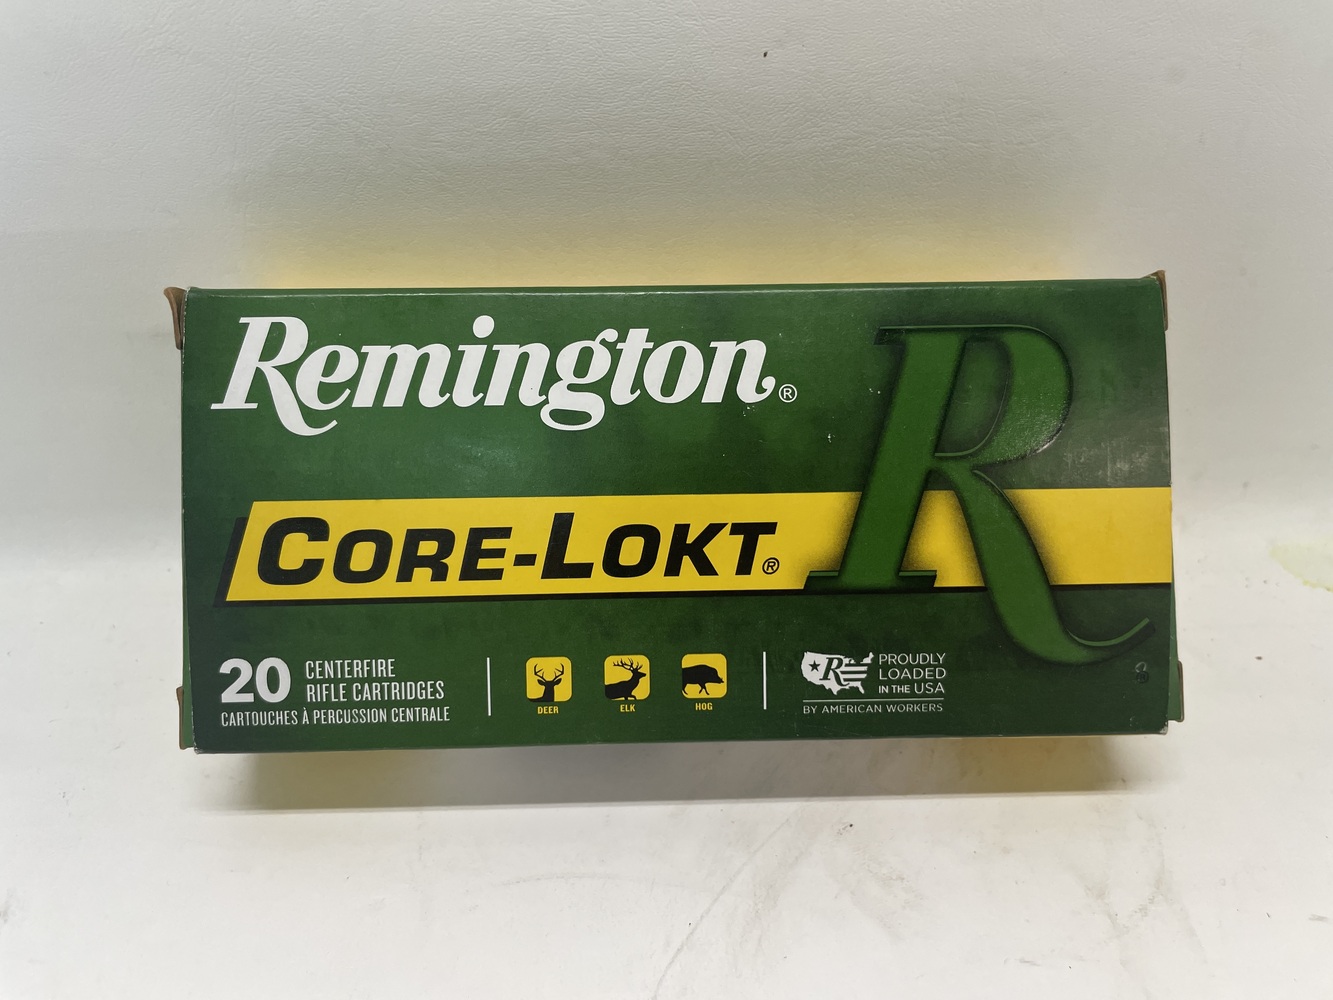 Remington®
R
CORE-LOKT®
20 CENTERFIRE
RIFLE CARTRIDGES
CARTOUCHES À PERCUSSION CENTRALE
DEER
ELK
HOG
R
PROUDLY
LOADED
IN THE USA
BY AMERICAN WORKERS